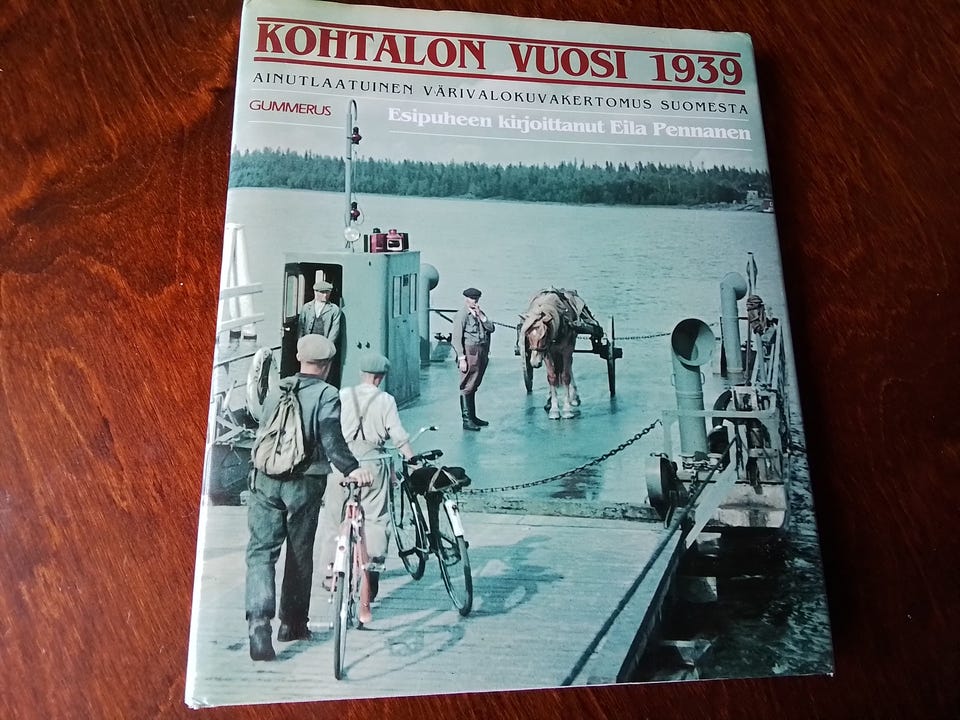 KOHTALON VUOSI 1939
AINUTLAATUINEN VÄRIVALOKUVAKERTOMUS SUOMESTA
GUMMERUS
Esipuheen kirjoittanut Eila Pennanen